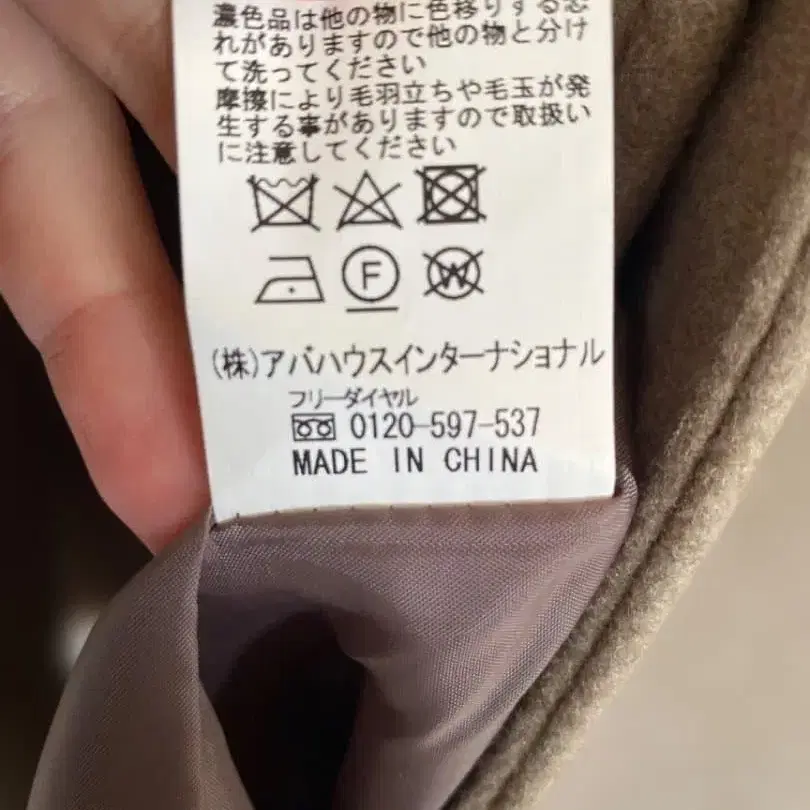 濃色品は他の物に色移りする恐
れがありますので他の物と分け
て洗ってください
摩擦により毛羽立ちや毛玉が発
生する事がありますので取扱い
に注意してください
F
W
(株)アバハウスインターナショナル
フリーダイヤル
0120-597-537
MADE IN CHINA